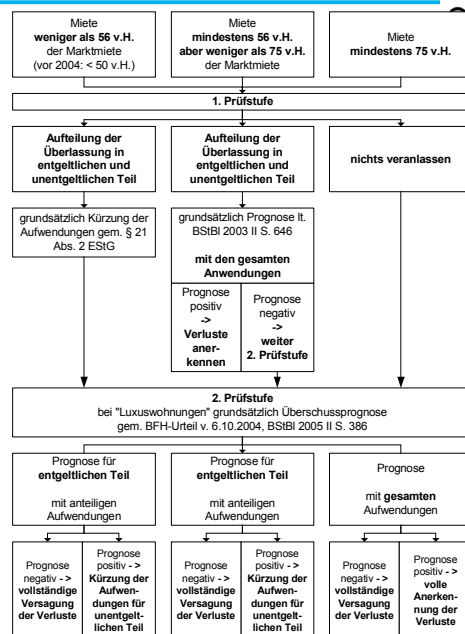 Miete
weniger als 56 v.H.
der Marktmiete
(vor 2004: < 50 v.H.)
Miete
mindestens 56 v.H.
aber weniger als 75 v.H.
der Marktmiete
Miete
mindestens 75 v.H.
1. Prüfstufe
Aufteilung der
Überlassung in
entgeltlichen und
unentgeltlichen Teil
Aufteilung der
Überlassung in
entgeltlichen und
unentgeltlichen Teil
nichts veranlassen
grundsätzlich Kürzung der
Aufwendungen gem. § 21
Abs. 2 EStG
grundsätzlich Prognose lt.
BStBl 2003 II S. 646
mit den gesamten
Anwendungen
Prognose
positiv
->
Verluste
aner-
kennen
Prognose
negativ
->
weiter
2. Prüfstufe
2. Prüfstufe
bei "Luxuswohnungen" grundsätzlich Überschussprognose
gem. BFH-Urteil v. 6.10.2004, BStBl 2005 II S. 386
Prognose für
entgeltlichen Teil
mit anteiligen
Aufwendungen
Prognose für
entgeltlichen Teil
mit anteiligen
Aufwendungen
Prognose
mit gesamten
Aufwendungen
Prognose
negativ - >
vollständige
Versagung
der Verluste
Prognose
positiv - >
Kürzung der
Aufwen-
dungen für
unentgelt-
lichen Teil
Prognose
negativ - >
vollständige
Versagung
der Verluste
Prognose
positiv - >
Kürzung der
Aufwen-
dungen für
unentgelt-
lichen Teil
Prognose
negativ - >
vollständige
Versagung
der Verluste
Prognose
positiv - >
volle
Anerken-
nung der
Verluste